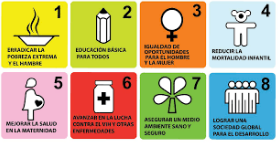 1
ERRADICAR LA
POBREZA EXTREMA
Y EL HAMBRE
2
EDUCACIÓN BÁSICA
PARA TODOS
3
IGUALDAD DE
OPORTUNIDADES
PARA EL HOMBRE
Y LA MUJER
4
REDUCIR LA
MORTALIDAD INFANTIL
5
MEJORAR LA SALUD
EN LA MATERNIDAD
6
AVANZAR EN LA LUCHA
CONTRA EL VIH Y OTRAS
ENFERMEDADES
7
ASEGURAR UN MEDIO
AMBIENTE SANO Y
SEGURO
8
LOGRAR UNA
SOCIEDAD GLOBAL
PARA EL DESARROLLO